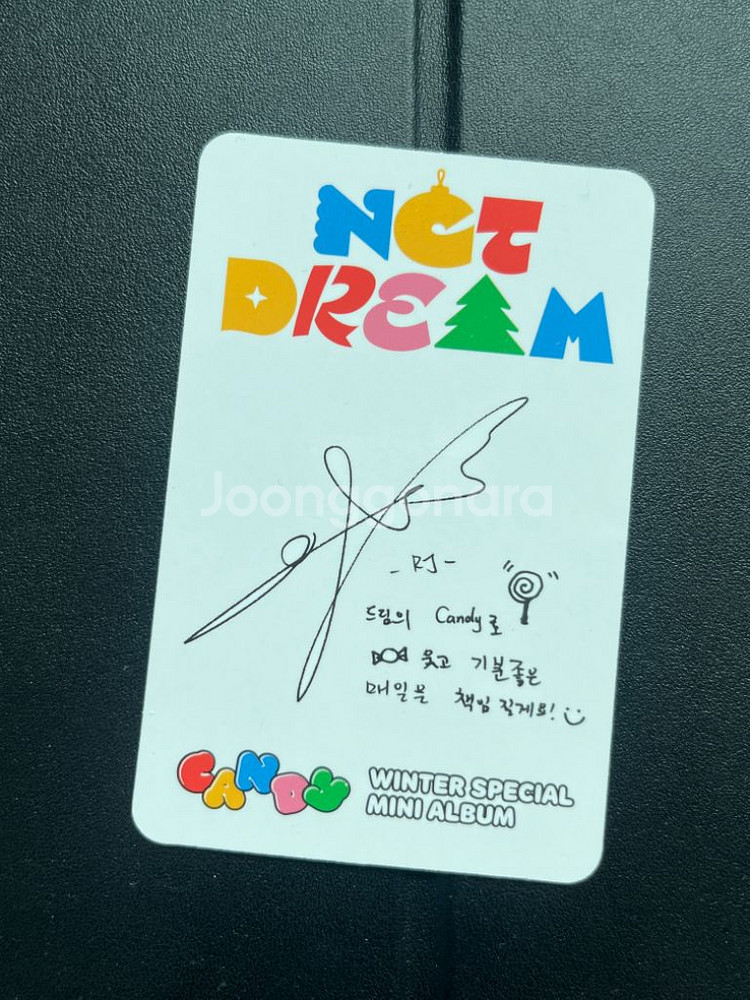 NCT
DREAM
Joonggonara
- RJ -
드림의 Candy로
웃고 기분좋은
매일을 책임 질게요!
CANDY
WINTER SPECIAL
MINI ALBUM